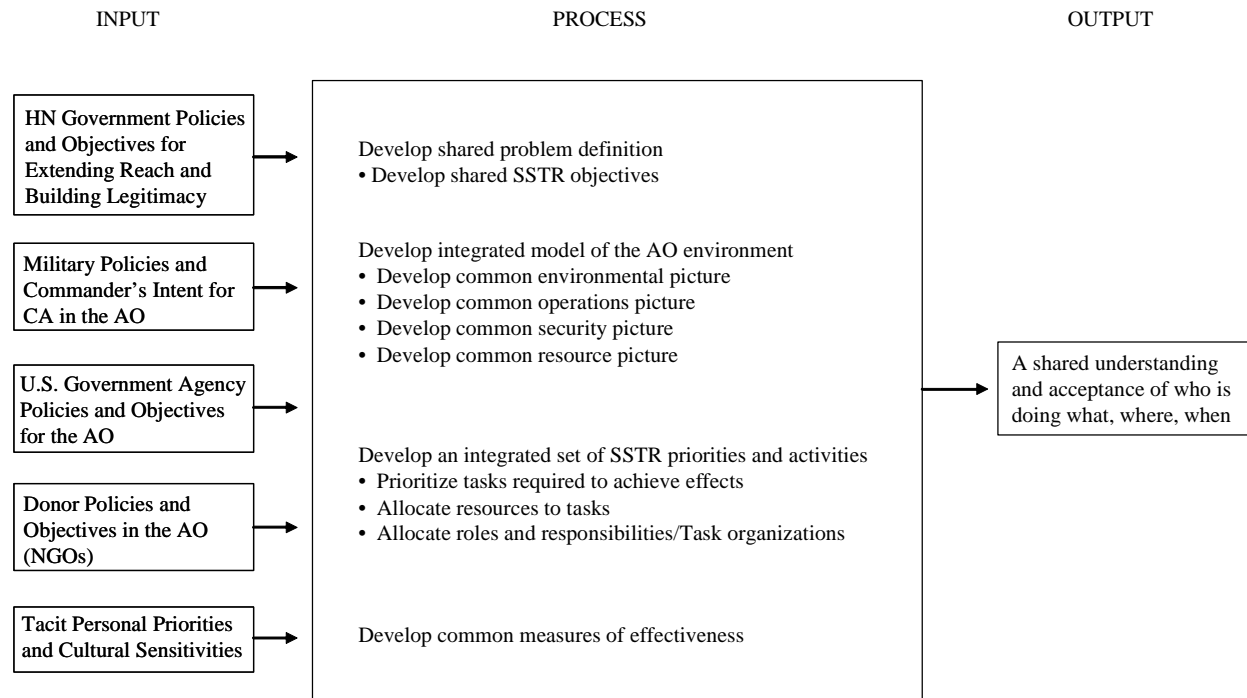 INPUT
PROCESS
OUTPUT
HN Government Policies
and Objectives for
Extending Reach and
Building Legitimacy
Military Policies and
Commander's Intent for
CA in the AO
U.S. Government Agency
Policies and Objectives
for the AO
Donor Policies and
Objectives in the AO
(NGOs)
Tacit Personal Priorities
and Cultural Sensitivities
Develop shared problem definition
• Develop shared SSTR objectives
Develop integrated model of the AO environment
• Develop common environmental picture
• Develop common operations picture
• Develop common security picture
• Develop common resource picture
Develop an integrated set of SSTR priorities and activities
• Prioritize tasks required to achieve effects
• Allocate resources to tasks
• Allocate roles and responsibilities/Task organizations
Develop common measures of effectiveness
A shared understanding
and acceptance of who is
doing what, where, when